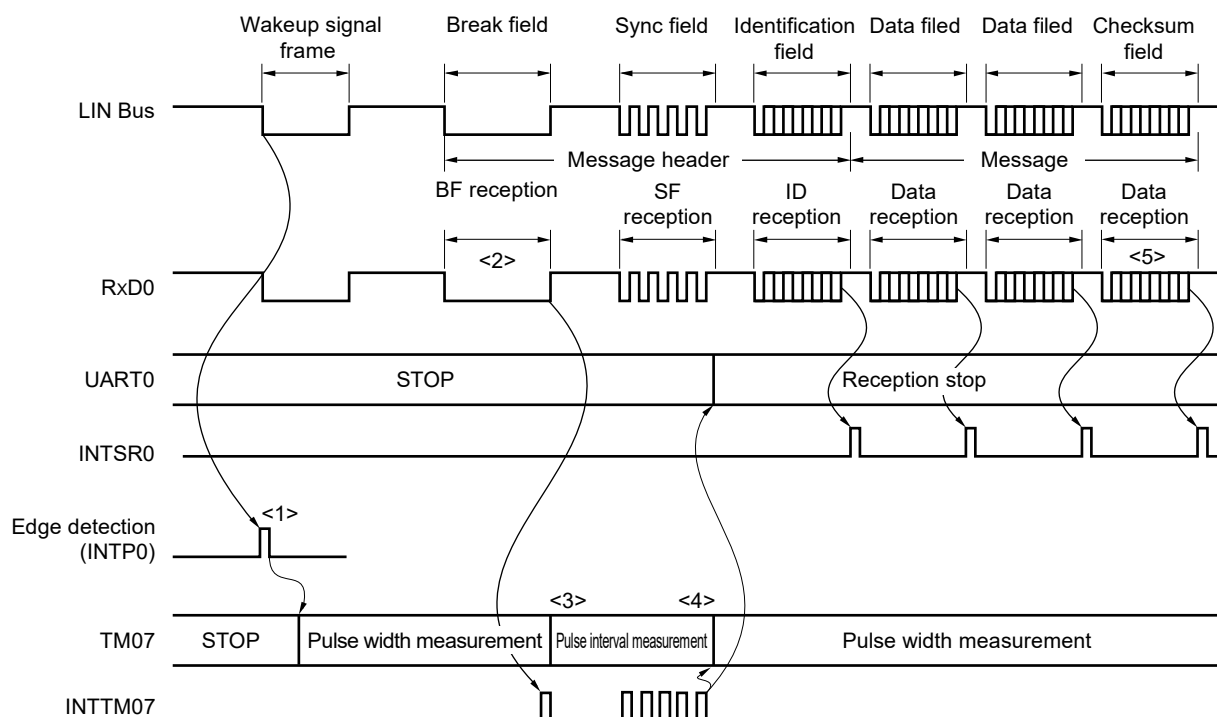 Wakeup signal
frame
Break field
Sync field
Identification
field
Data filed
Data filed
Checksum
field
LIN Bus
Message header
Message
BF reception
SF
reception
ID
reception
Data
reception
Data
reception
Data
reception
<2>
<5>
RxD0
UART0
STOP
Reception stop
INTSR0
Edge detection
(INTP0)
<1>
<3>
<4>
TM07
STOP
Pulse width measurement
Pulse interval measurement
Pulse width measurement
INTTM07